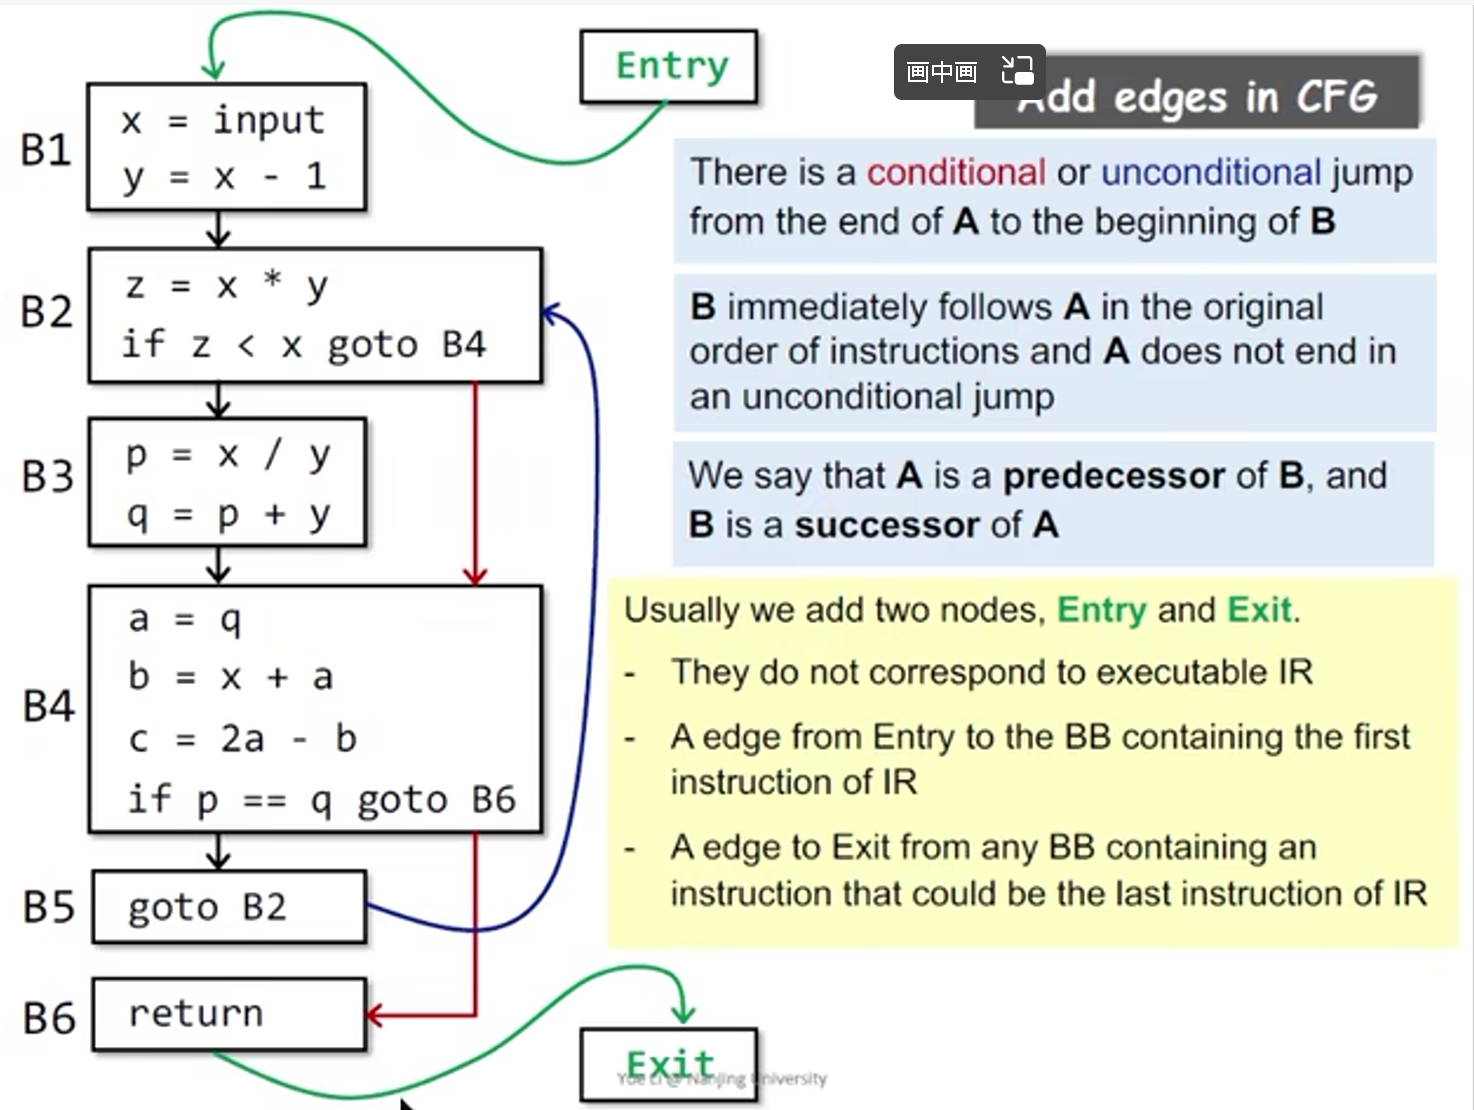 Entry
画中画
Add edges in CFG
B1
x = input
y = x - 1
B2
z = x * y
if z < x goto B4
B3
p = x / y
q = p + y
B4
a = q
b = x + a
c = 2a - b
if p == q goto B6
B5
goto B2
B6
return
There is a conditional or unconditional jump
from the end of A to the beginning of B
B immediately follows A in the original
order of instructions and A does not end in
an unconditional jump
We say that A is a predecessor of B, and
B is a successor of A
Usually we add two nodes, Entry and Exit.
- They do not correspond to executable IR
- A edge from Entry to the BB containing the first
instruction of IR
- A edge to Exit from any BB containing an
instruction that could be the last instruction of IR
Exit
Yue Li @ Nanjing University